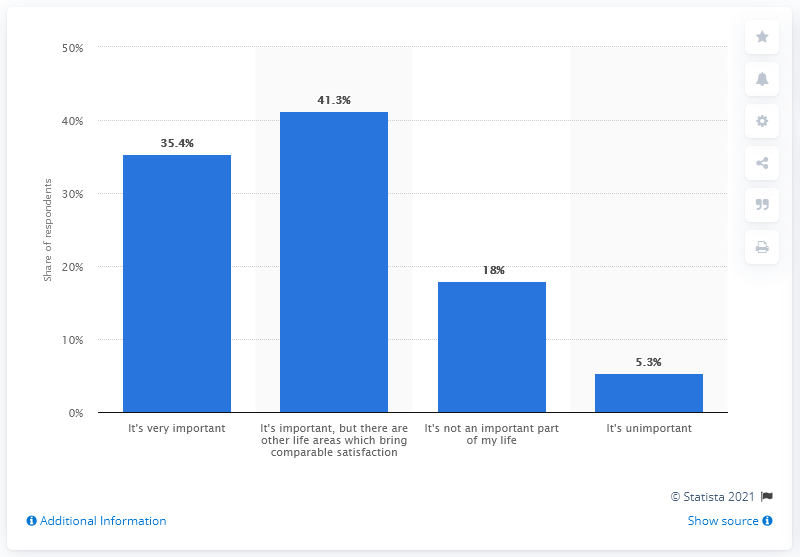 50%
40%
30%
20%
10%
0%
Share of respondents
35.4%
41.3%
18%
5.3%
It's very important
It's important, but there are
other life areas which bring
comparable satisfaction
It's not an important part
of my life
It's unimportant
© Statista 2021
Additional Information
Show source